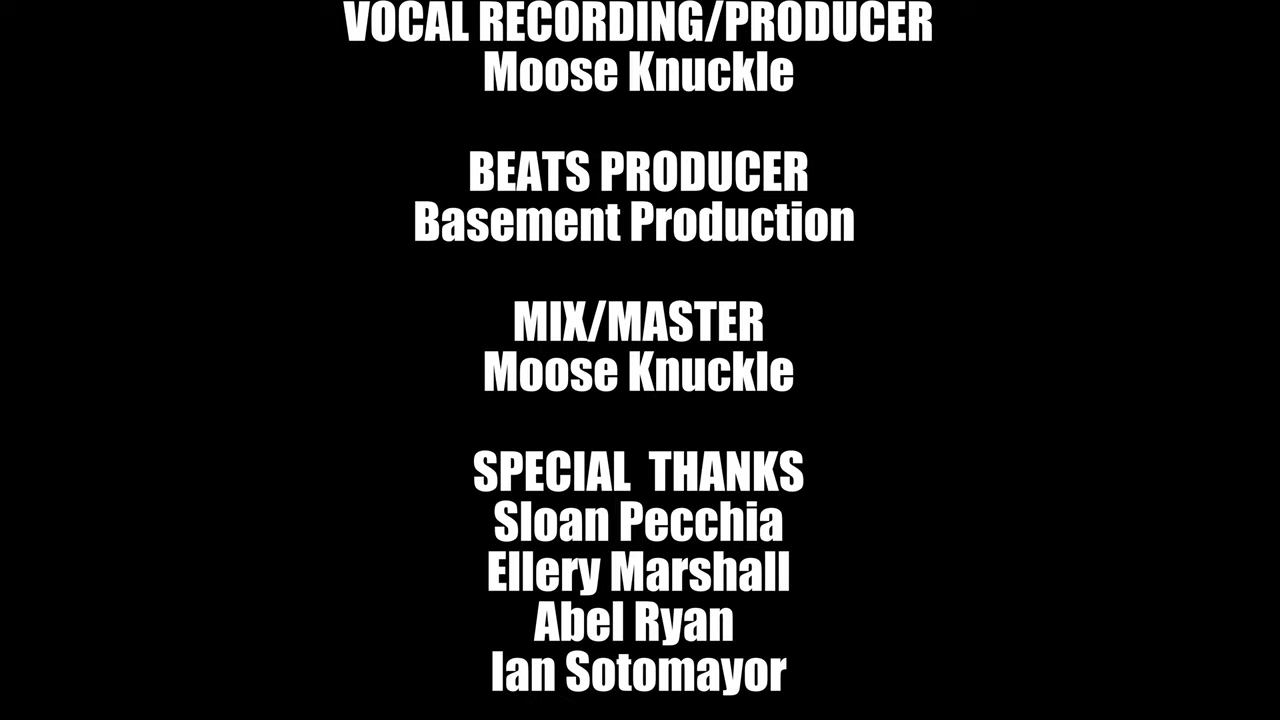 VOCAL RECORDING/PRODUCER
Moose Knuckle
BEATS PRODUCER
Basement Production
MIX/MASTER
Moose Knuckle
SPECIAL  THANKS
Sloan Pecchia
Ellery Marshall
Abel Ryan
Ian Sotomayor